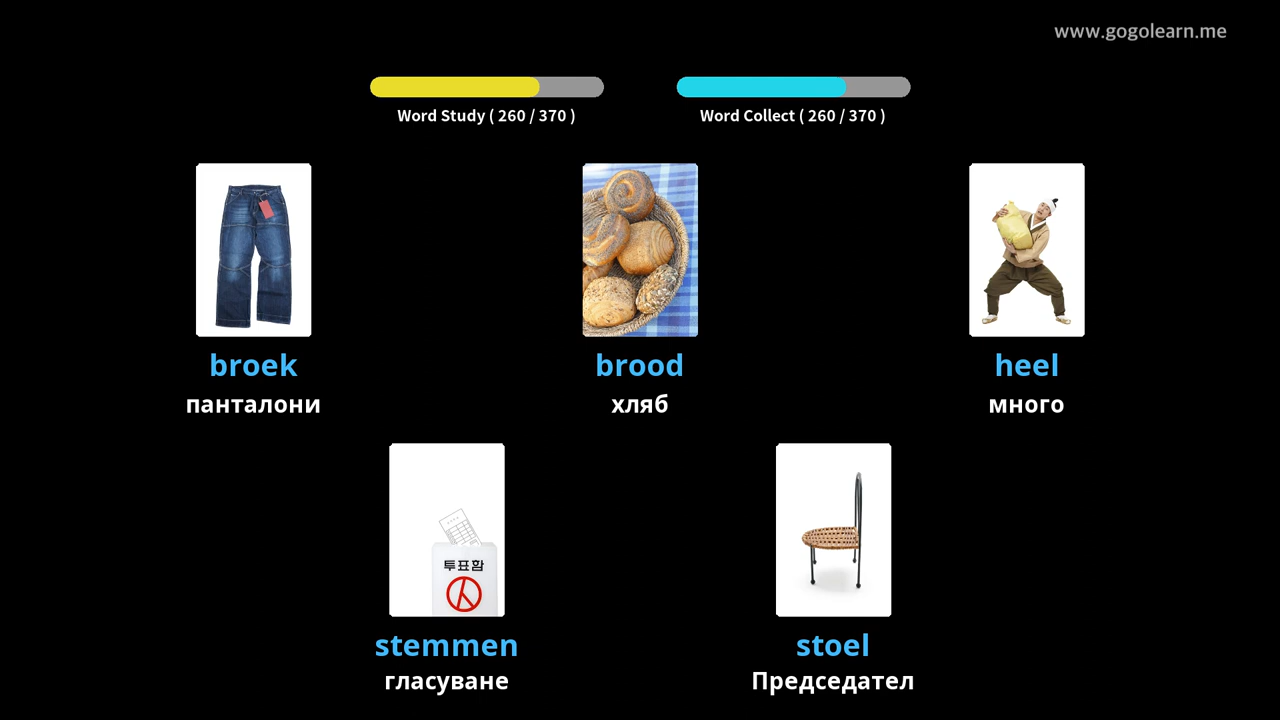 www.gogolearn.me
Word Study ( 260 / 370 )
Word Collect ( 260 / 370 )
broek
панталони
brood
хляб
heel
много
투표함
stemmen
гласуване
stoel
Председател